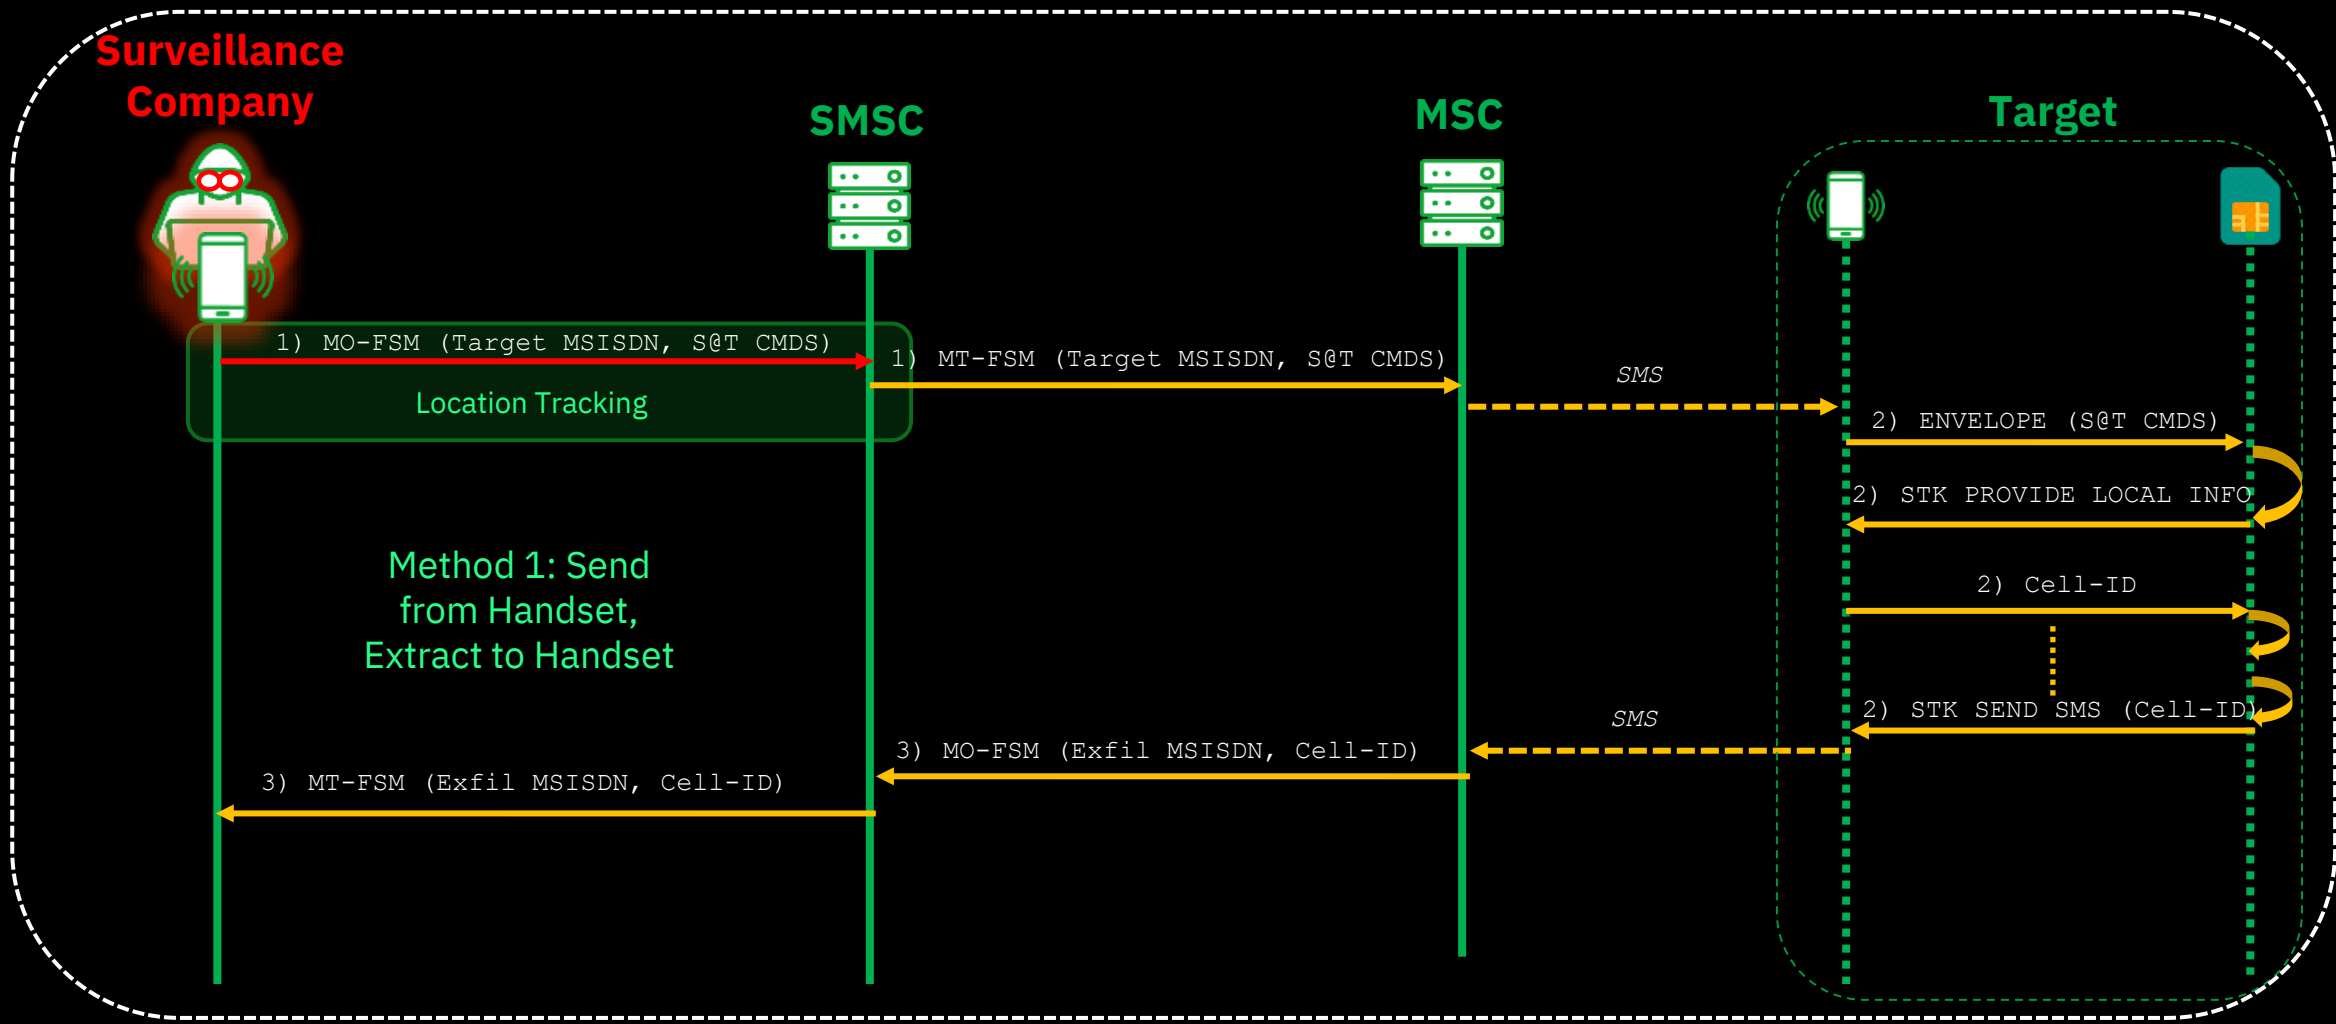 Surveillance
Company
SMSC
MSC
Target
1) MO-FSM (Target MSISDN, S@T CMDS)
1) MT-FSM (Target MSISDN, S@T CMDS)
SMS
Location Tracking
2) ENVELOPE (S@T CMDS)
2) STK PROVIDE LOCAL INFO
Method 1: Send
from Handset,
Extract to Handset
2) Cell-ID
2) STK SEND SMS (Cell-ID)
SMS
3) MO-FSM (Exfil MSISDN, Cell-ID)
3) MT-FSM (Exfil MSISDN, Cell-ID)